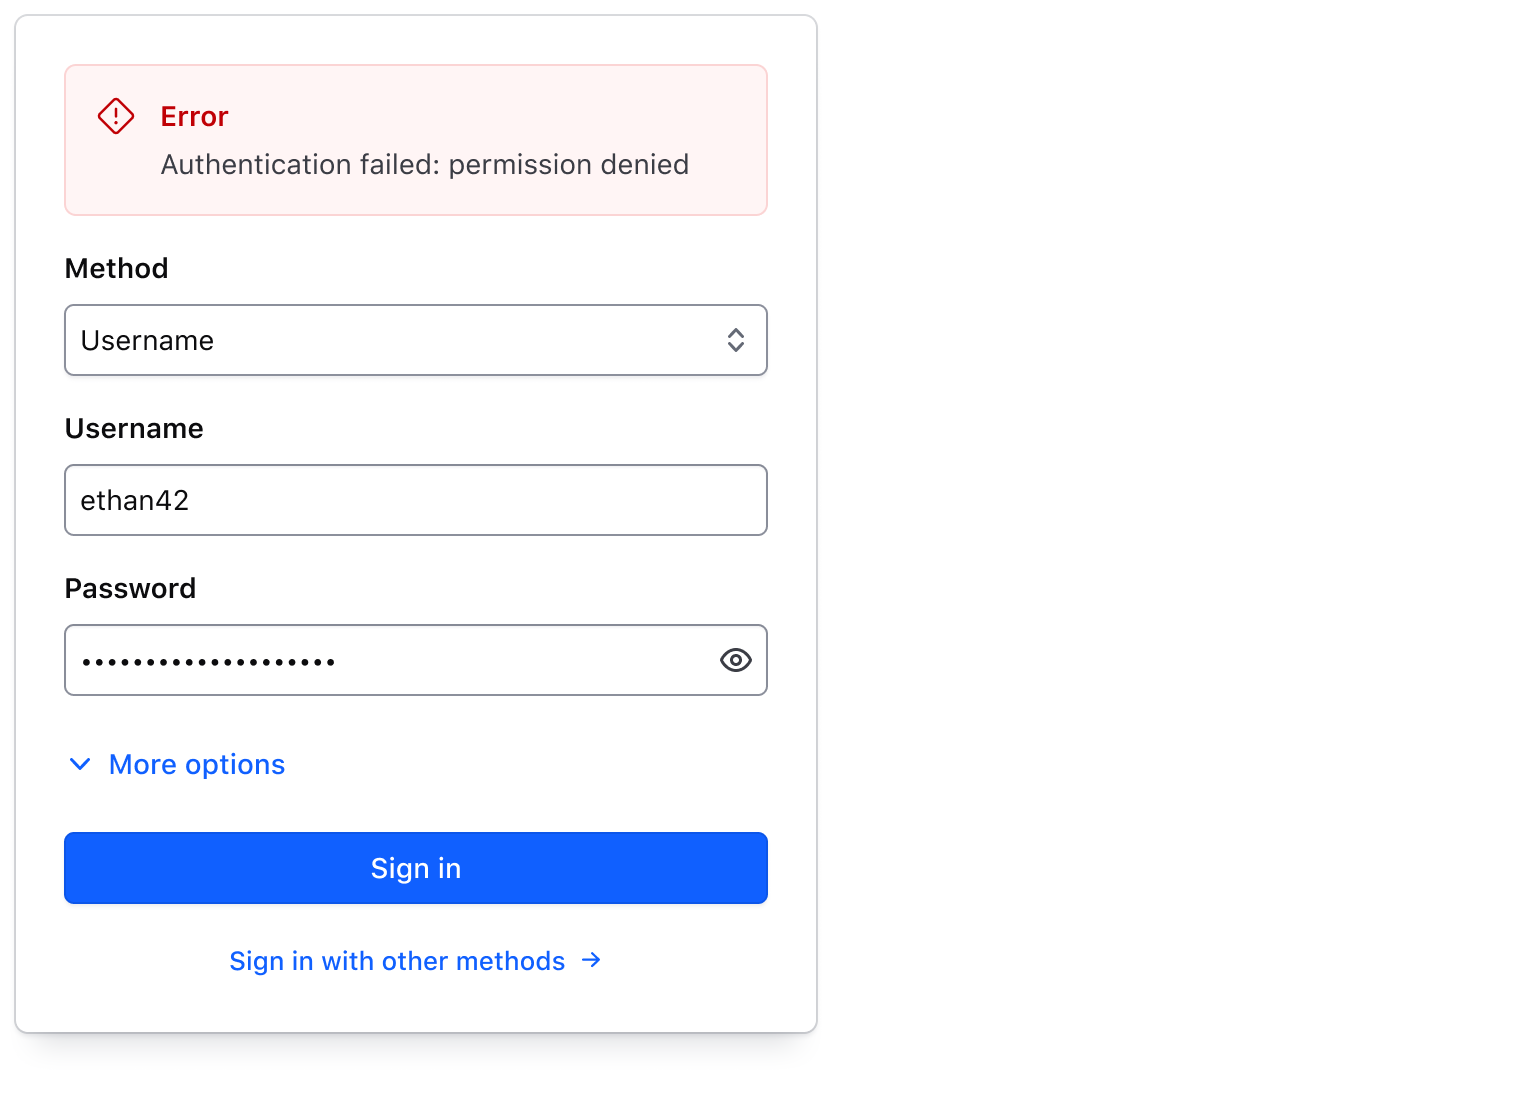 Error
Authentication failed: permission denied
Method
Username
Username
ethan42
Password
••••••••••••••••••••
More options
Sign in
Sign in with other methods →